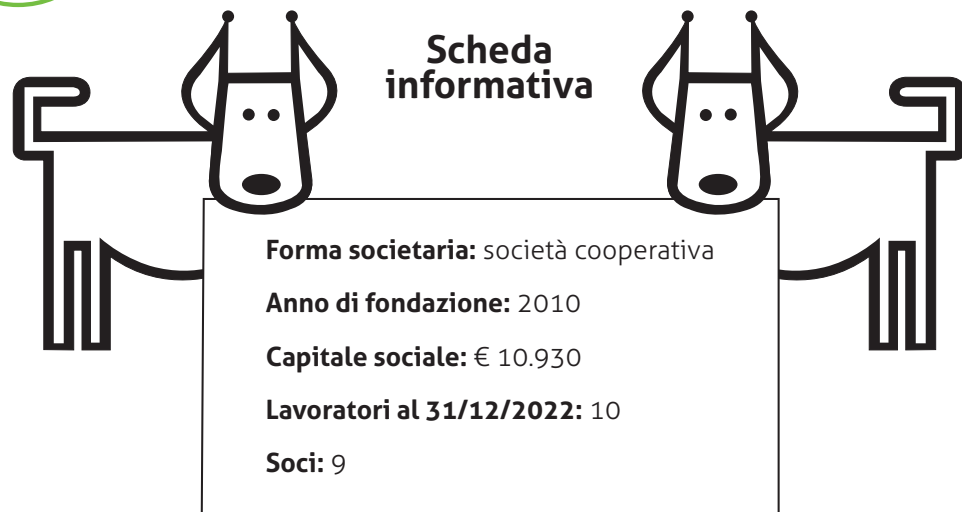 Scheda
informativa
Forma societaria: società cooperativa
Anno di fondazione: 2010
Capitale sociale: € 10.930
Lavoratori al 31/12/2022: 10
Soci: 9